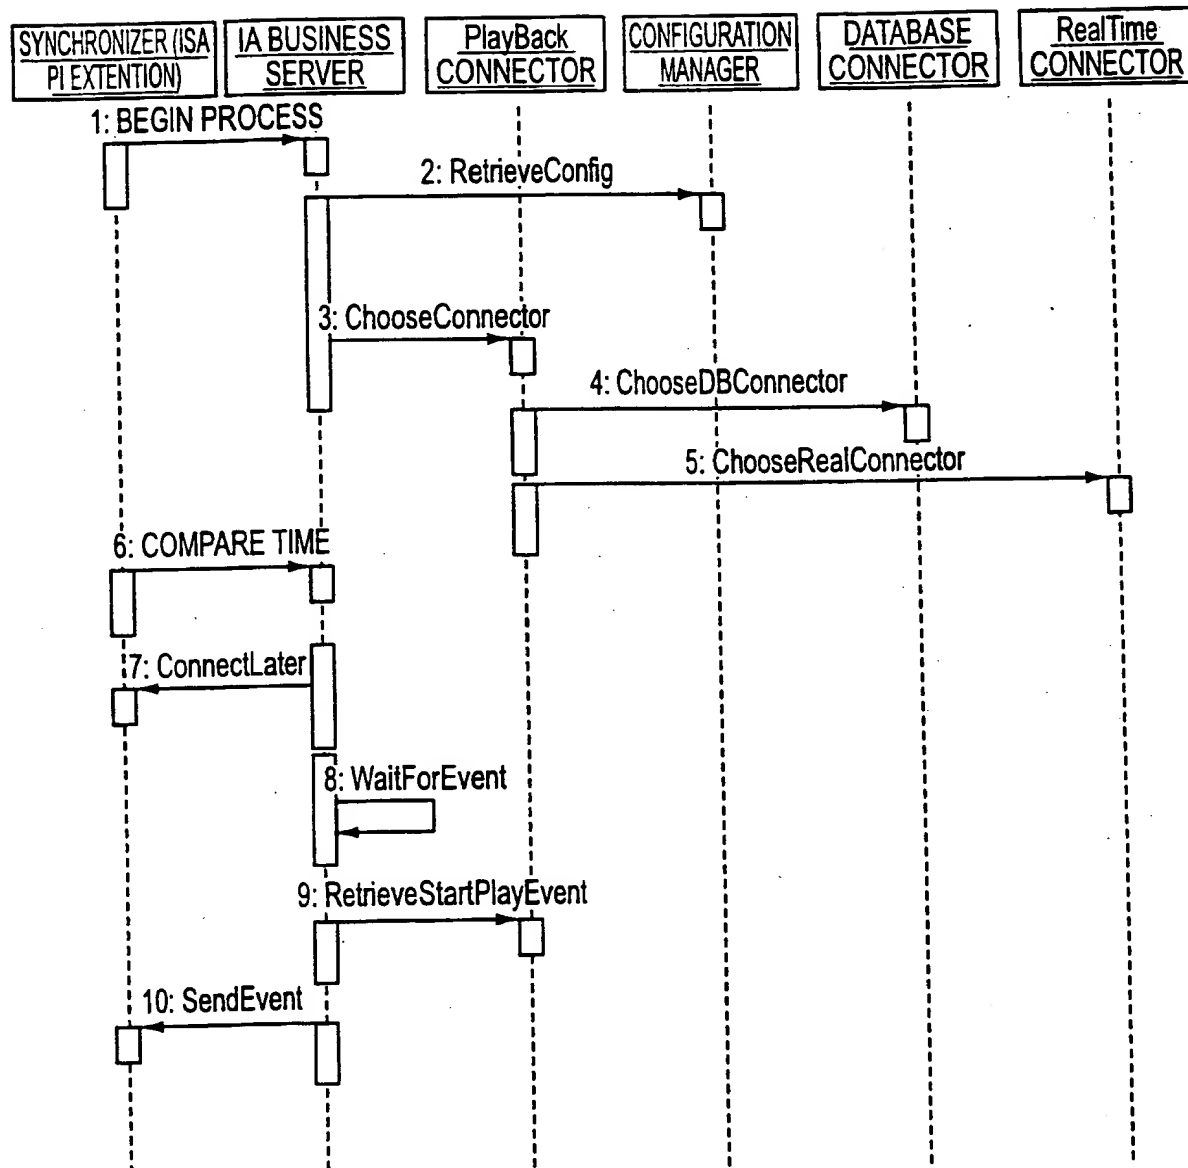 SYNCHRONIZER (ISA
PI EXTENTION)
IA BUSINESS
SERVER
PlayBack
CONNECTOR
CONFIGURATION
MANAGER
DATABASE
CONNECTOR
RealTime
CONNECTOR
1: BEGIN PROCESS
2: RetrieveConfig
3: ChooseConnector
4: ChooseDBConnector
5: ChooseRealConnector
6: COMPARE TIME
7: ConnectLater
8: WaitForEvent
9: RetrieveStartPlayEvent
10: SendEvent